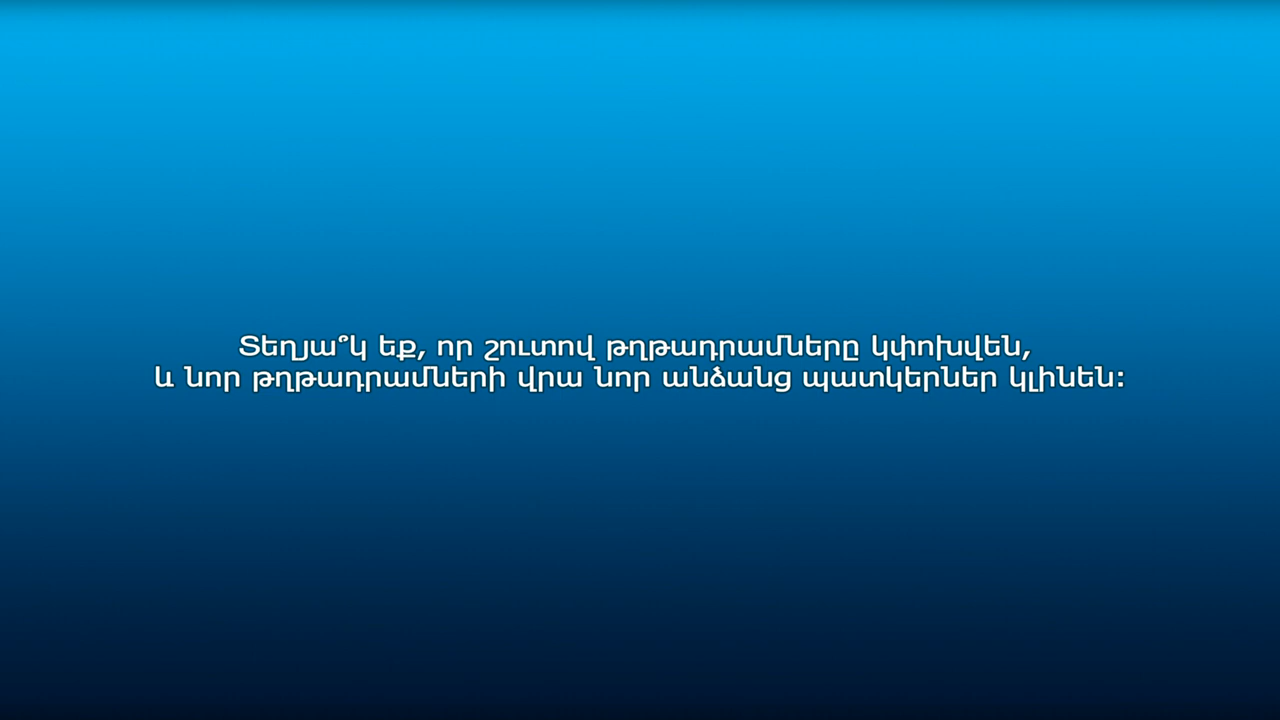 Տեղյա՞կ եք, որ շուտով թղթադրամները կփոխվեն,
և նոր թղթադրամների վրա նոր անձանց պատկերներ կլինեն։